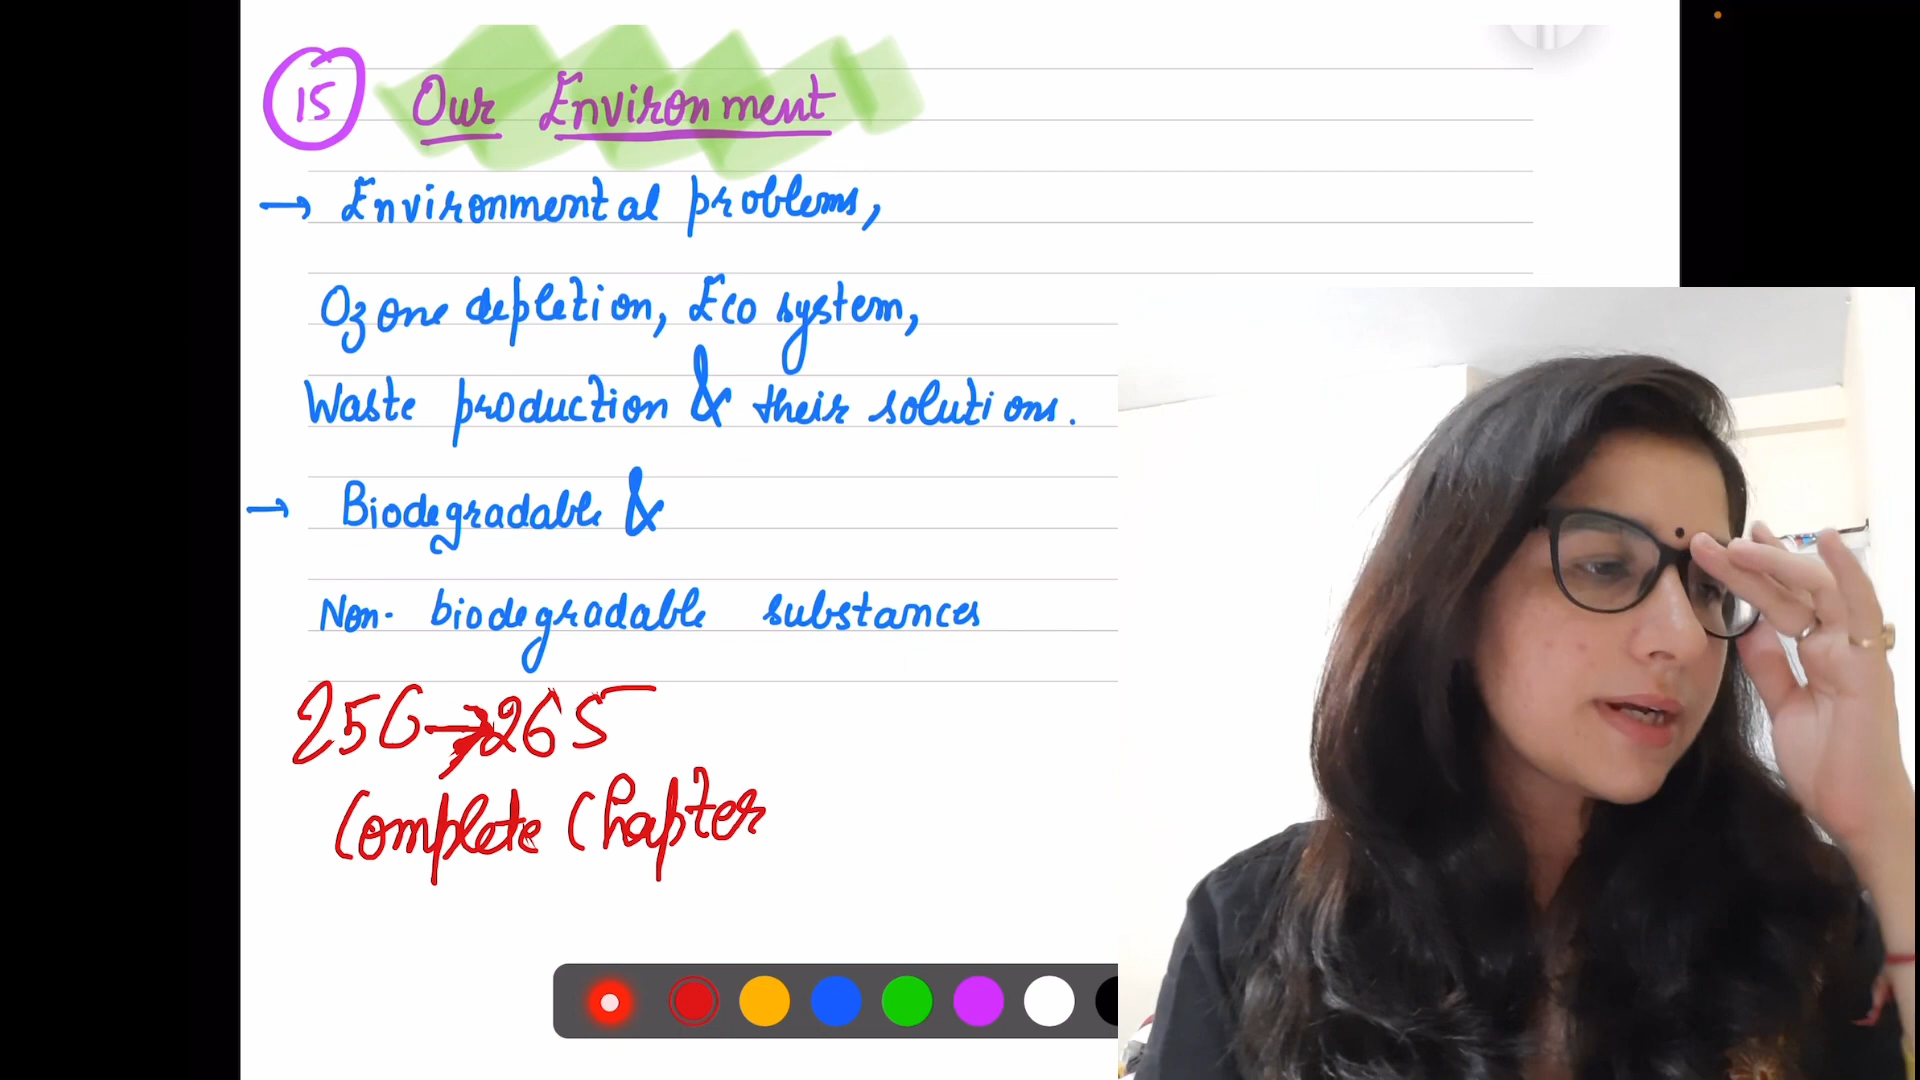 15 Our Environment
→ Environmental problems,
Ozone depletion, Eco system,
Waste production & their solutions.
→ Biodegradable &
Non-biodegradable substances
256→265
Complete Chapter